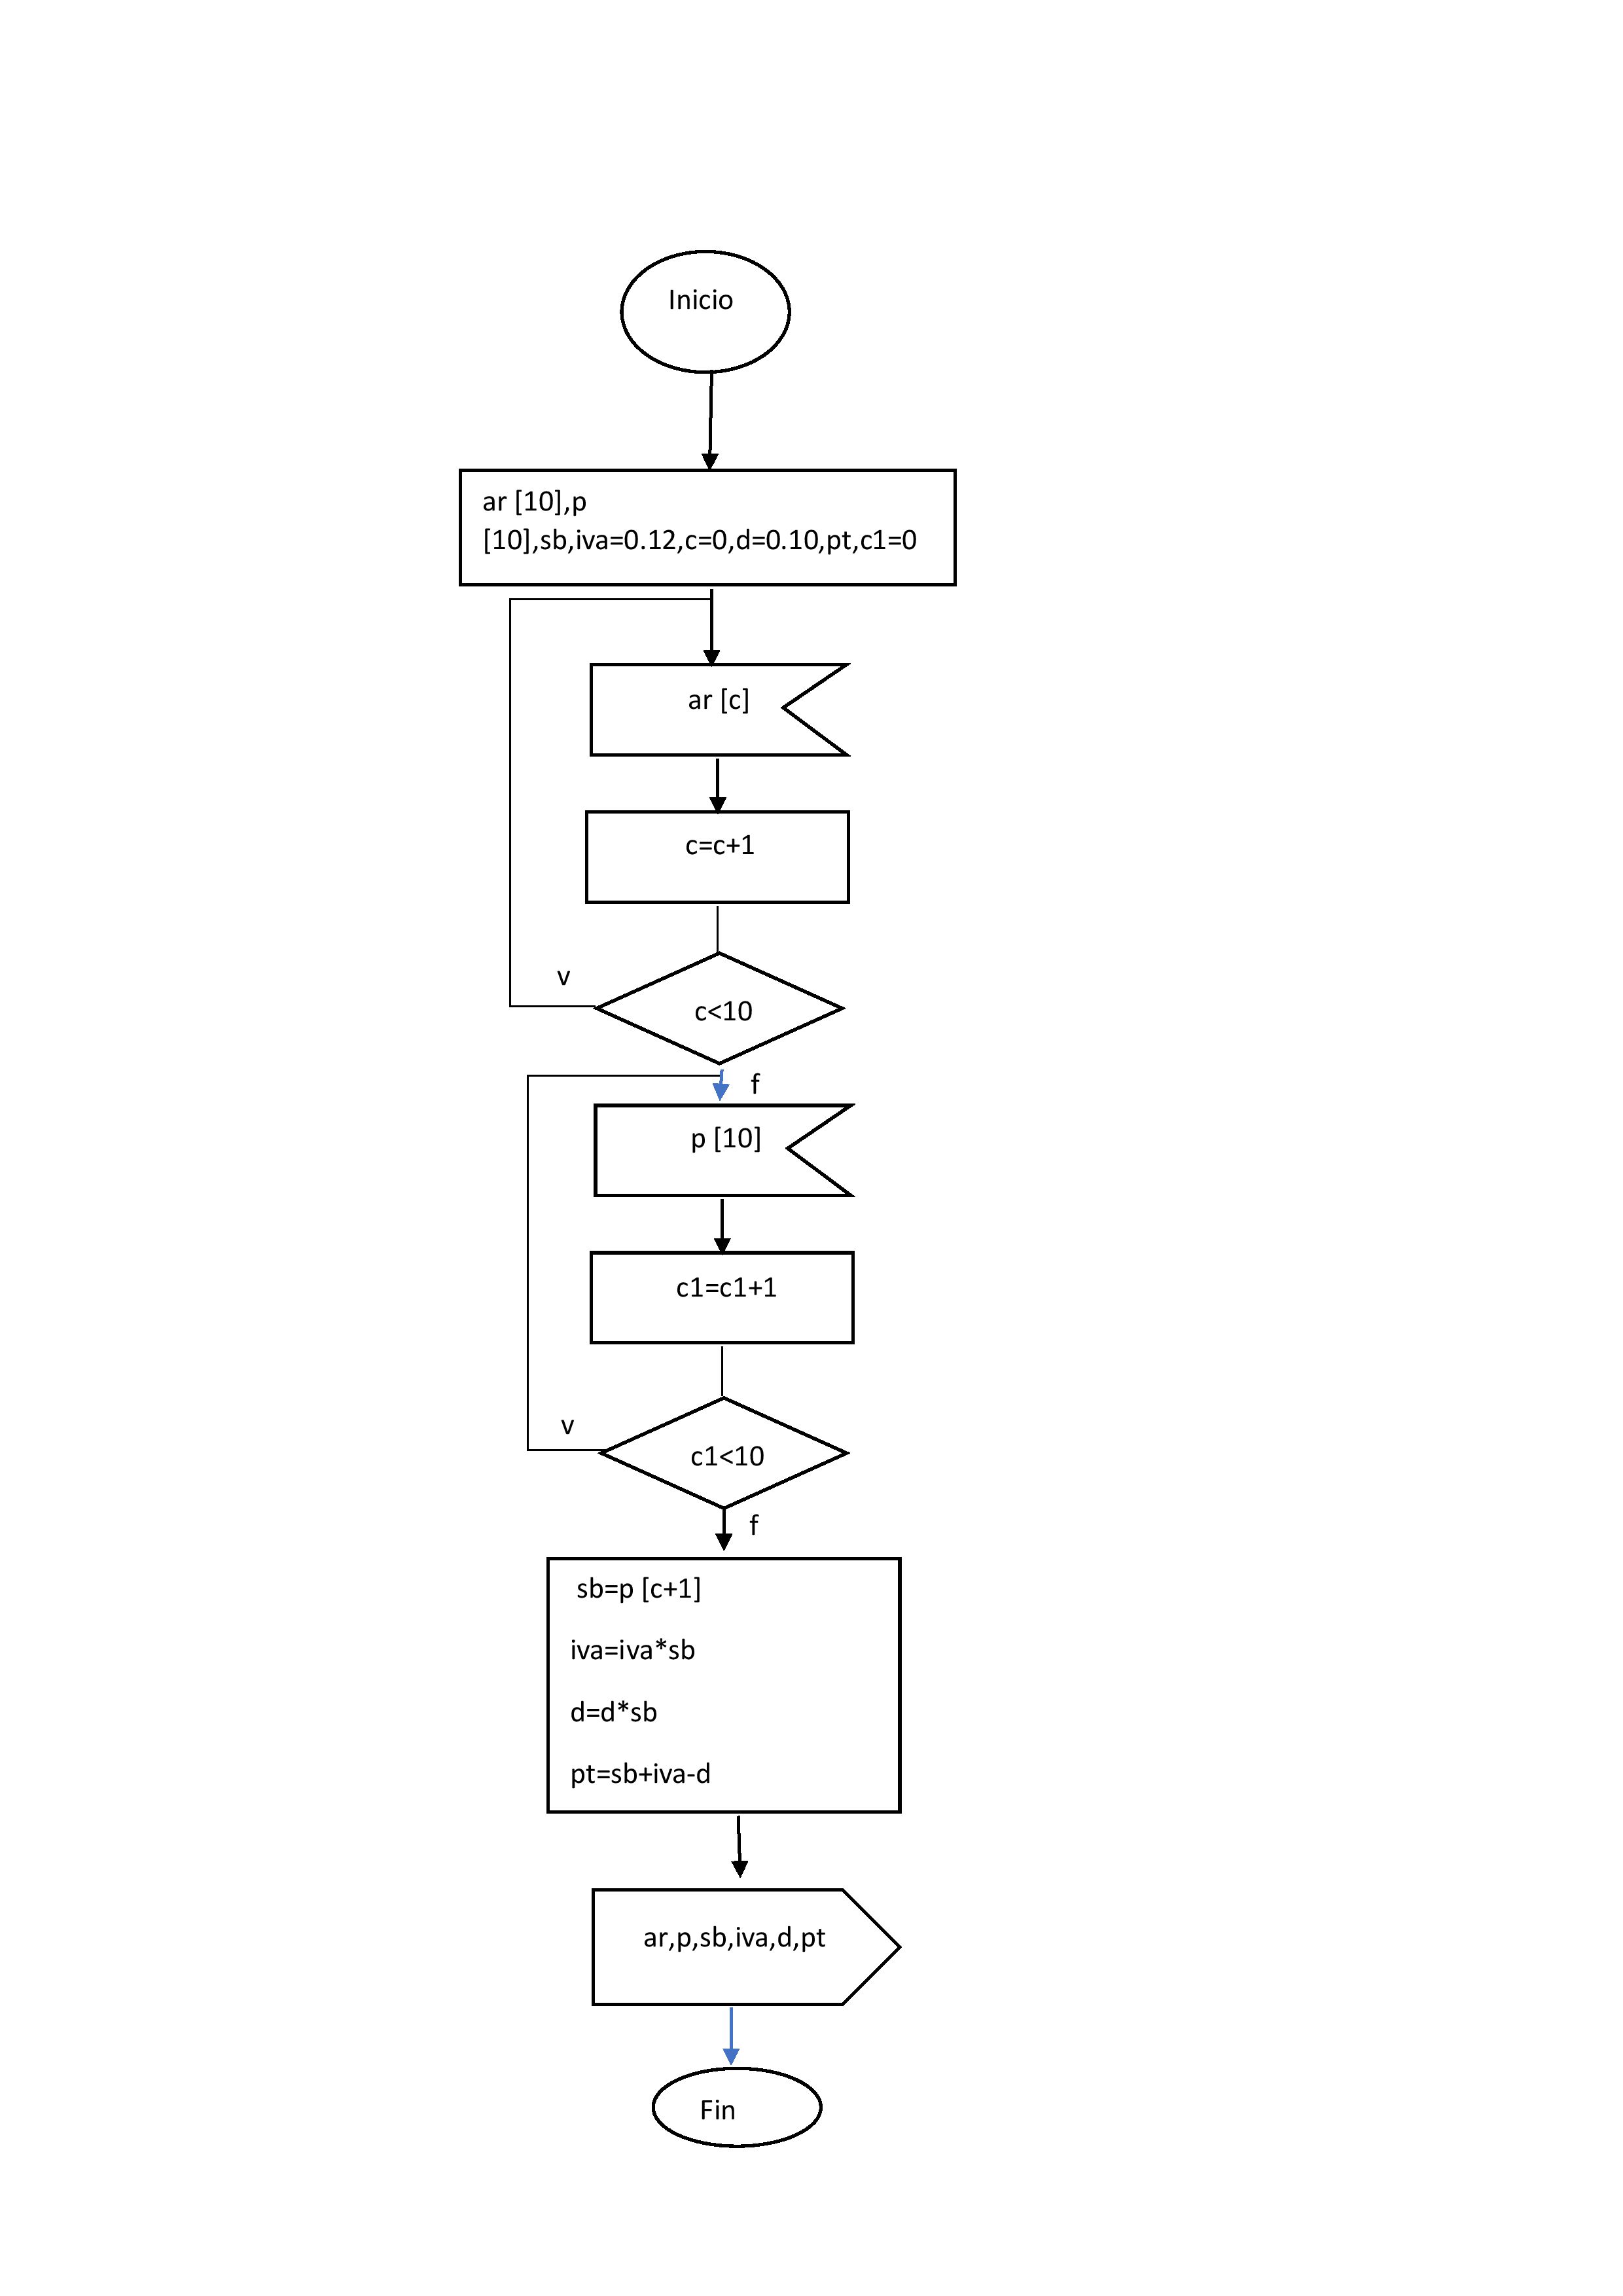 Inicio
ar [10],p
[10],sb,iva=0.12,c=0,d=0.10,pt,c1=0
ar [c]
c=c+1
v
c<10
f
p [10]
c1=c1+1
v
c1<10
f
sb=p [c+1]
iva=iva*sb
d=d*sb
pt=sb+iva-d
ar,p,sb,iva,d,pt
Fin